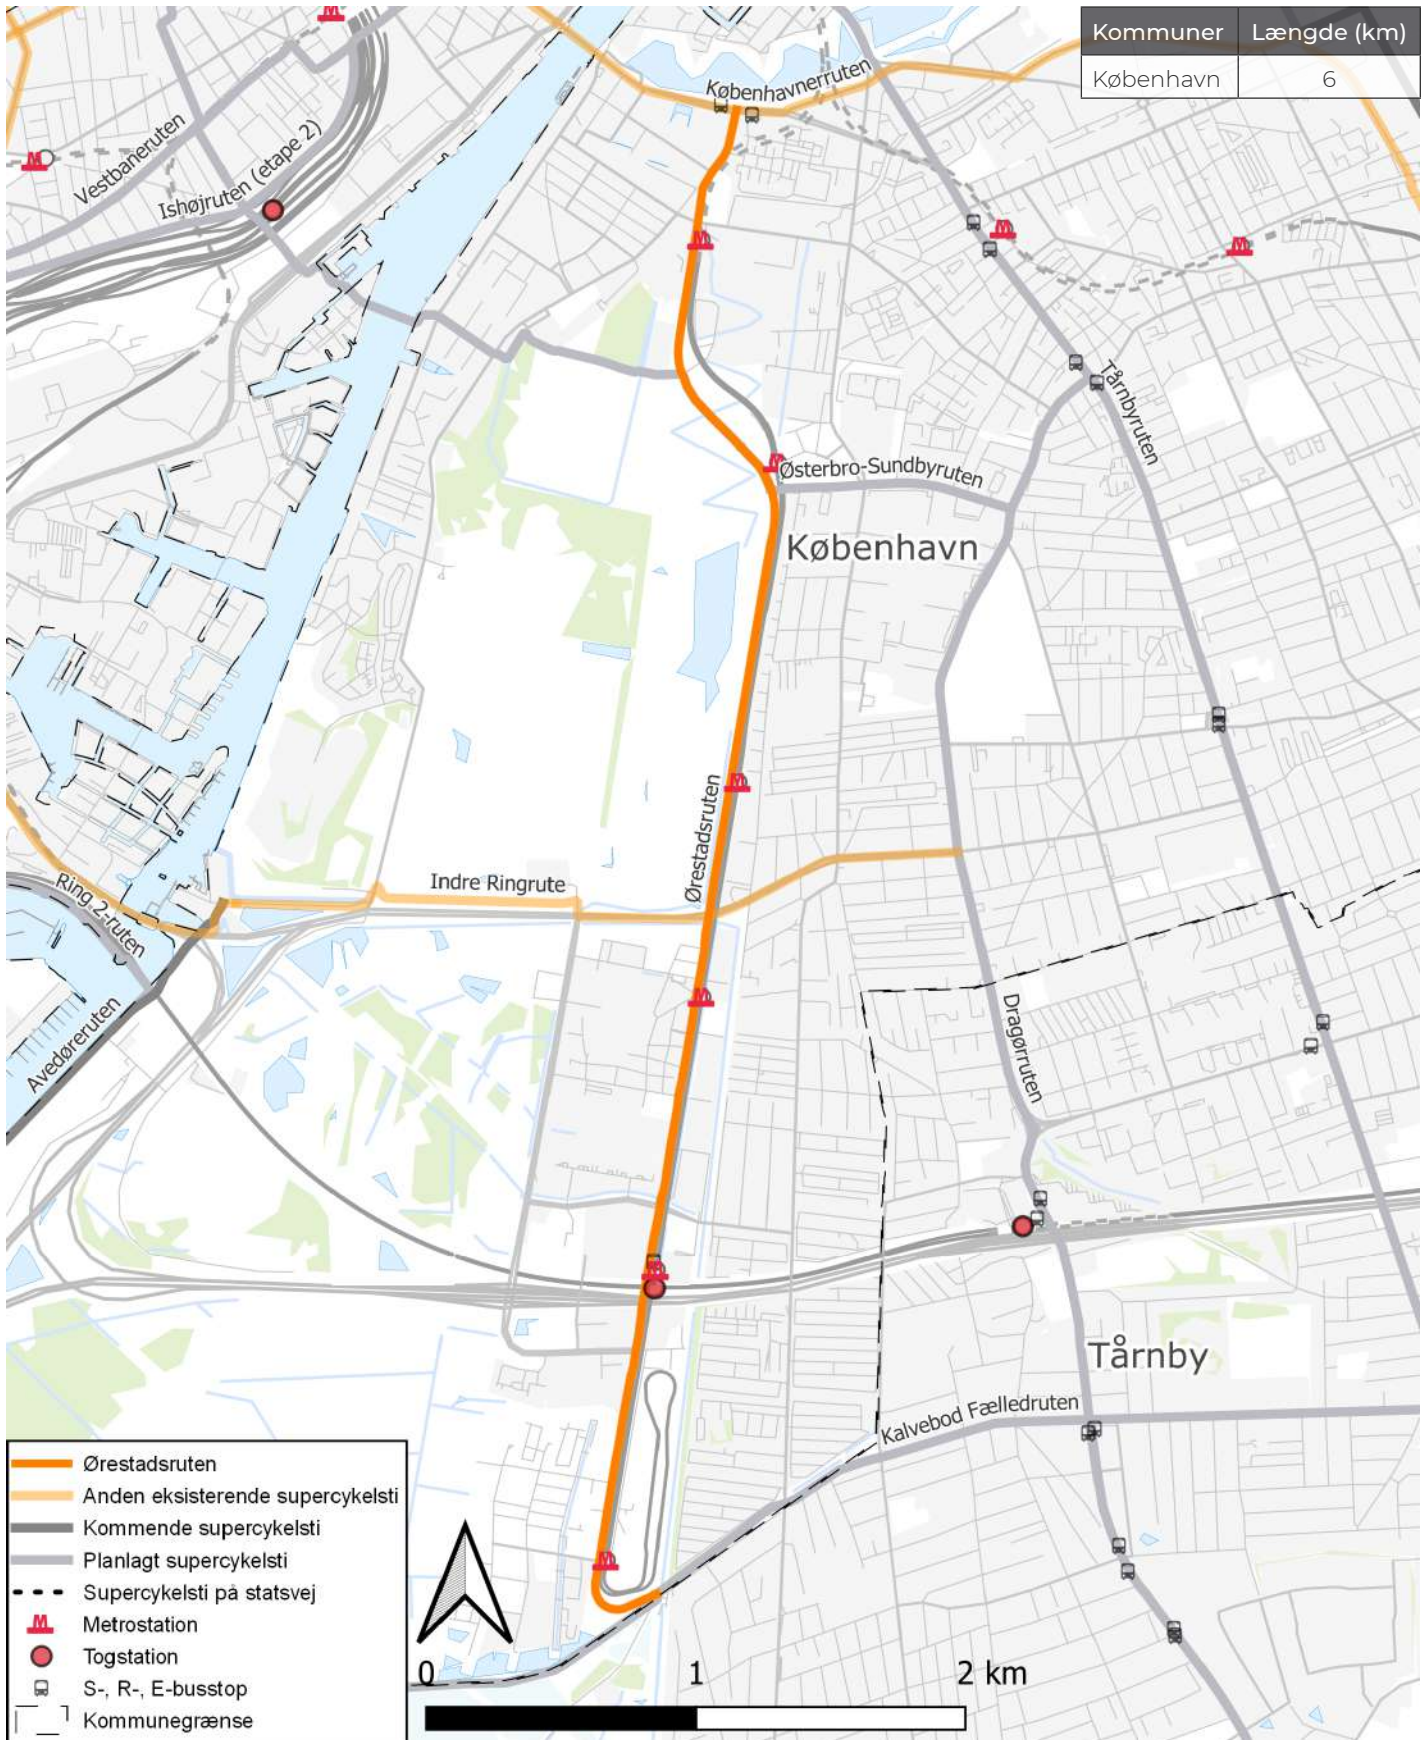 Kommuner Længde (km)
København 6
Københavnerruten
Vestbaneruten
Ishøjruten (etape 2)
Tårnbyruten
Østerbro-Sundbyruten
København
Ørestadsruten
Indre Ringrute
Ring 2-ruten
Avedøreruten
Dragørruten
Tårnby
Kalvebod Fælledruten
Ørestadsruten
Anden eksisterende supercykelsti
Kommende supercykelsti
Planlagt supercykelsti
Supercykelsti på statsvej
M Metrostation
Togstation
S-, R-, E-busstop
Kommunegrænse
0 1 2 km